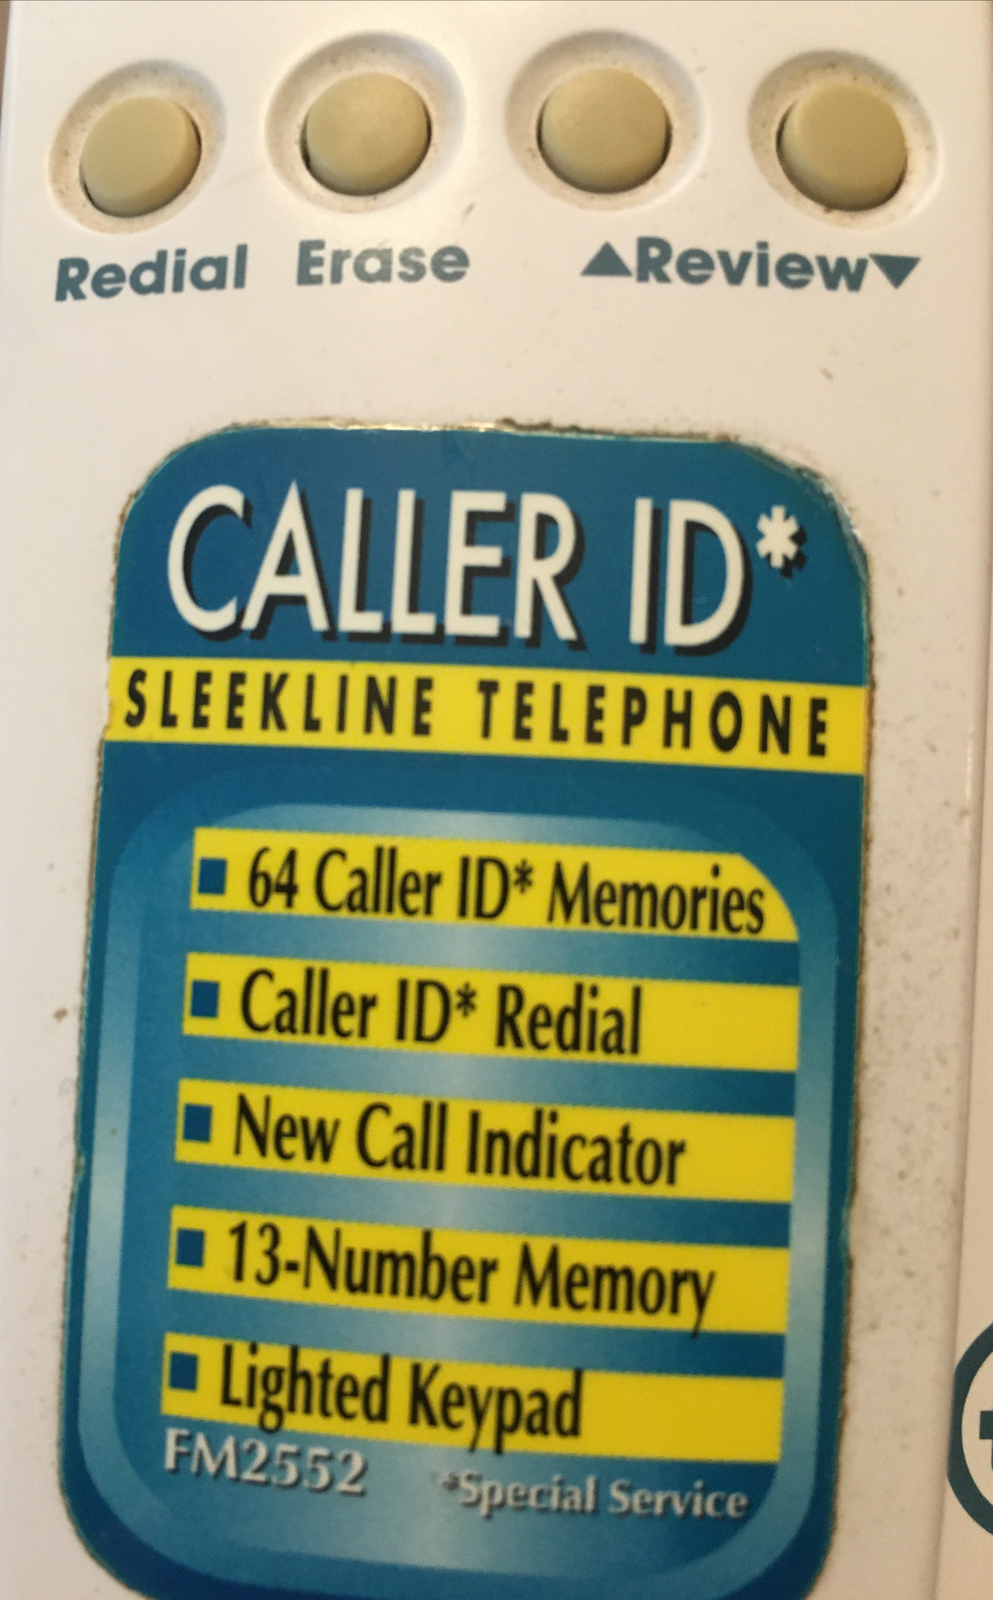 Redial Erase ▲Review▼
CALLER ID*
SLEEKLINE TELEPHONE
64 Caller ID* Memories
Caller ID* Redial
New Call Indicator
13-Number Memory
Lighted Keypad
FM2552 *Special Service